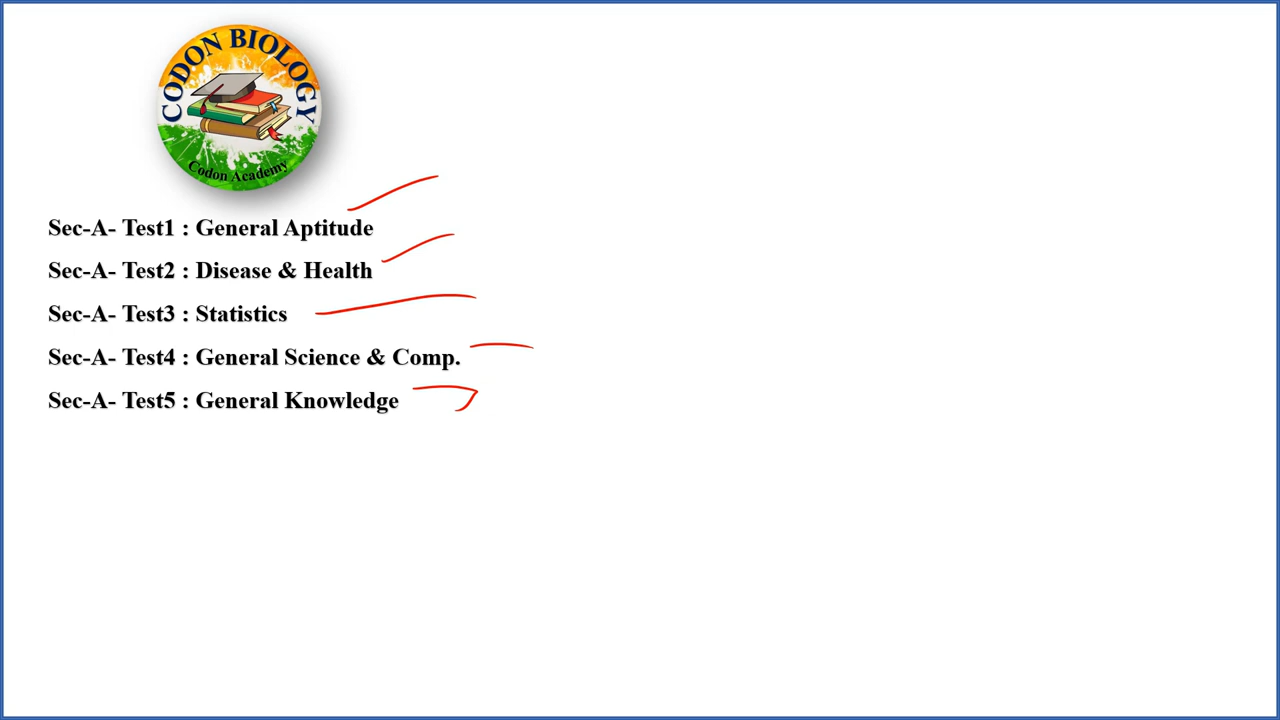 CODON BIOLOGY
Codon Academy
Sec-A- Test1 : General Aptitude
Sec-A- Test2 : Disease & Health
Sec-A- Test3 : Statistics
Sec-A- Test4 : General Science & Comp.
Sec-A- Test5 : General Knowledge